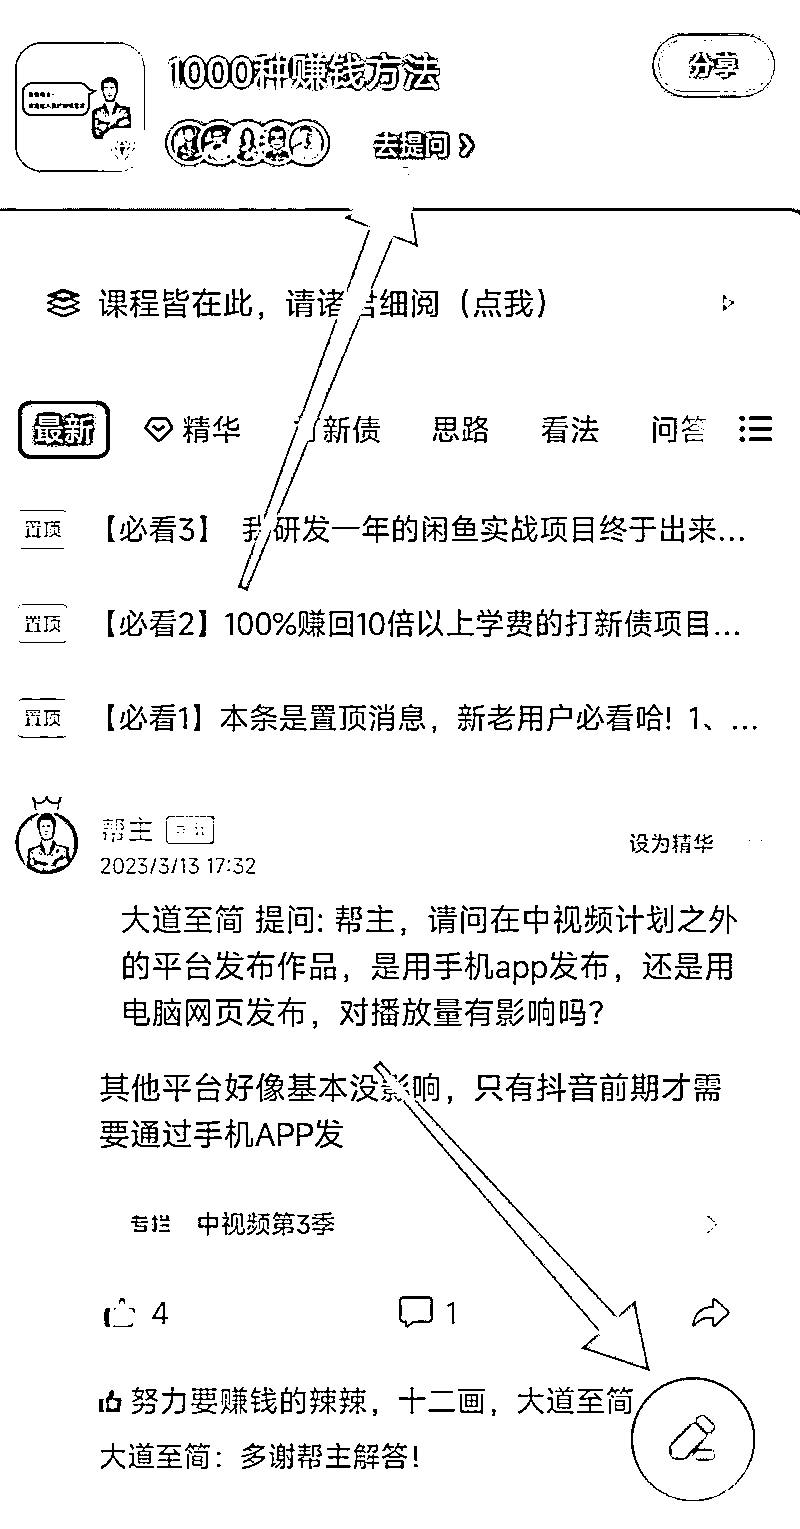 1000种赚钱方法
分享
去提问
课程皆在此，请诸君细阅（点我）
最新 精华 打新债 思路 看法 问答
置顶 【必看3】 我研发一年的闲鱼实战项目终于出来...
置顶 【必看2】100%赚回10倍以上学费的打新债项目...
置顶 【必看1】本条是置顶消息，新老用户必看哈！1、...
帮主
设为精华
2023/3/13 17:32
大道至简 提问: 帮主，请问在中视频计划之外
的平台发布作品，是用手机app发布，还是用
电脑网页发布，对播放量有影响吗？
其他平台好像基本没影响，只有抖音前期才需
要通过手机APP发
专栏 中视频第3季
4 1
努力要赚钱的辣辣，十二画，大道至简
大道至简：多谢帮主解答！